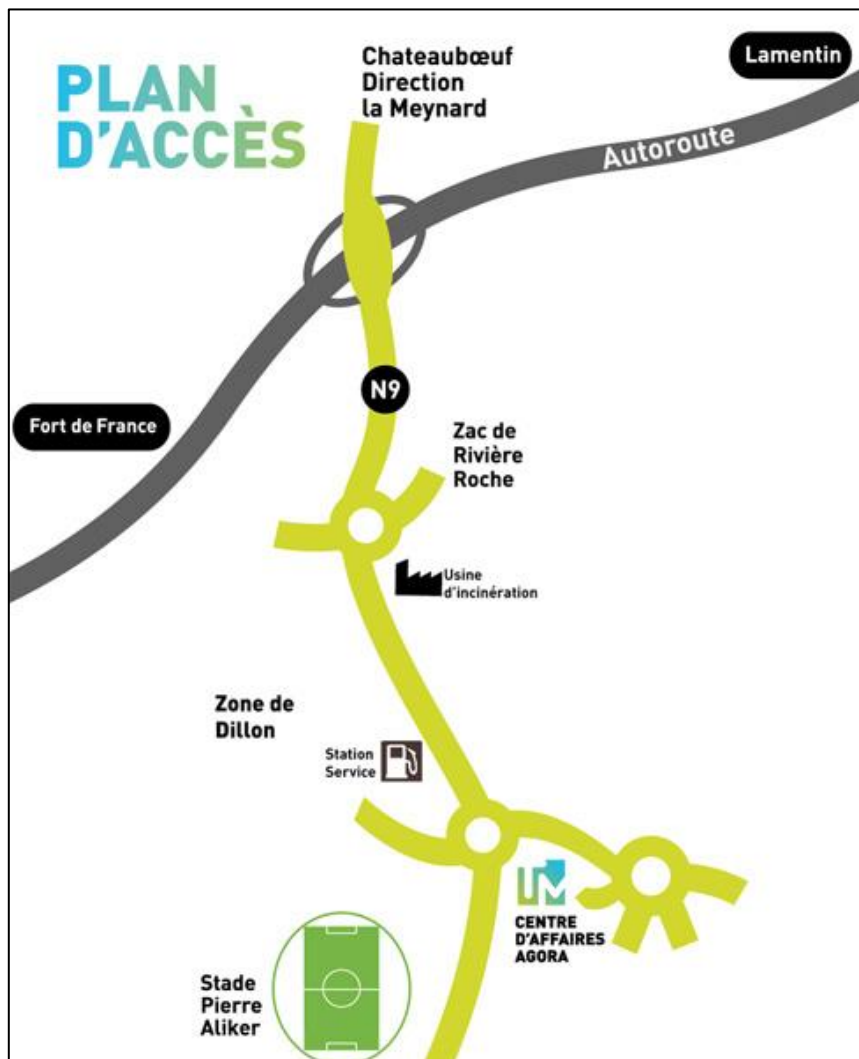 PLAN
D'ACCÈS
Chateaubœuf
Direction
la Meynard
Lamentin
Autoroute
Fort de France
N9
Zac de
Rivière
Roche
Usine
d'incinération
Zone de
Dillon
Station
Service
UM
CENTRE
D'AFFAIRES
AGORA
Stade
Pierre
Aliker